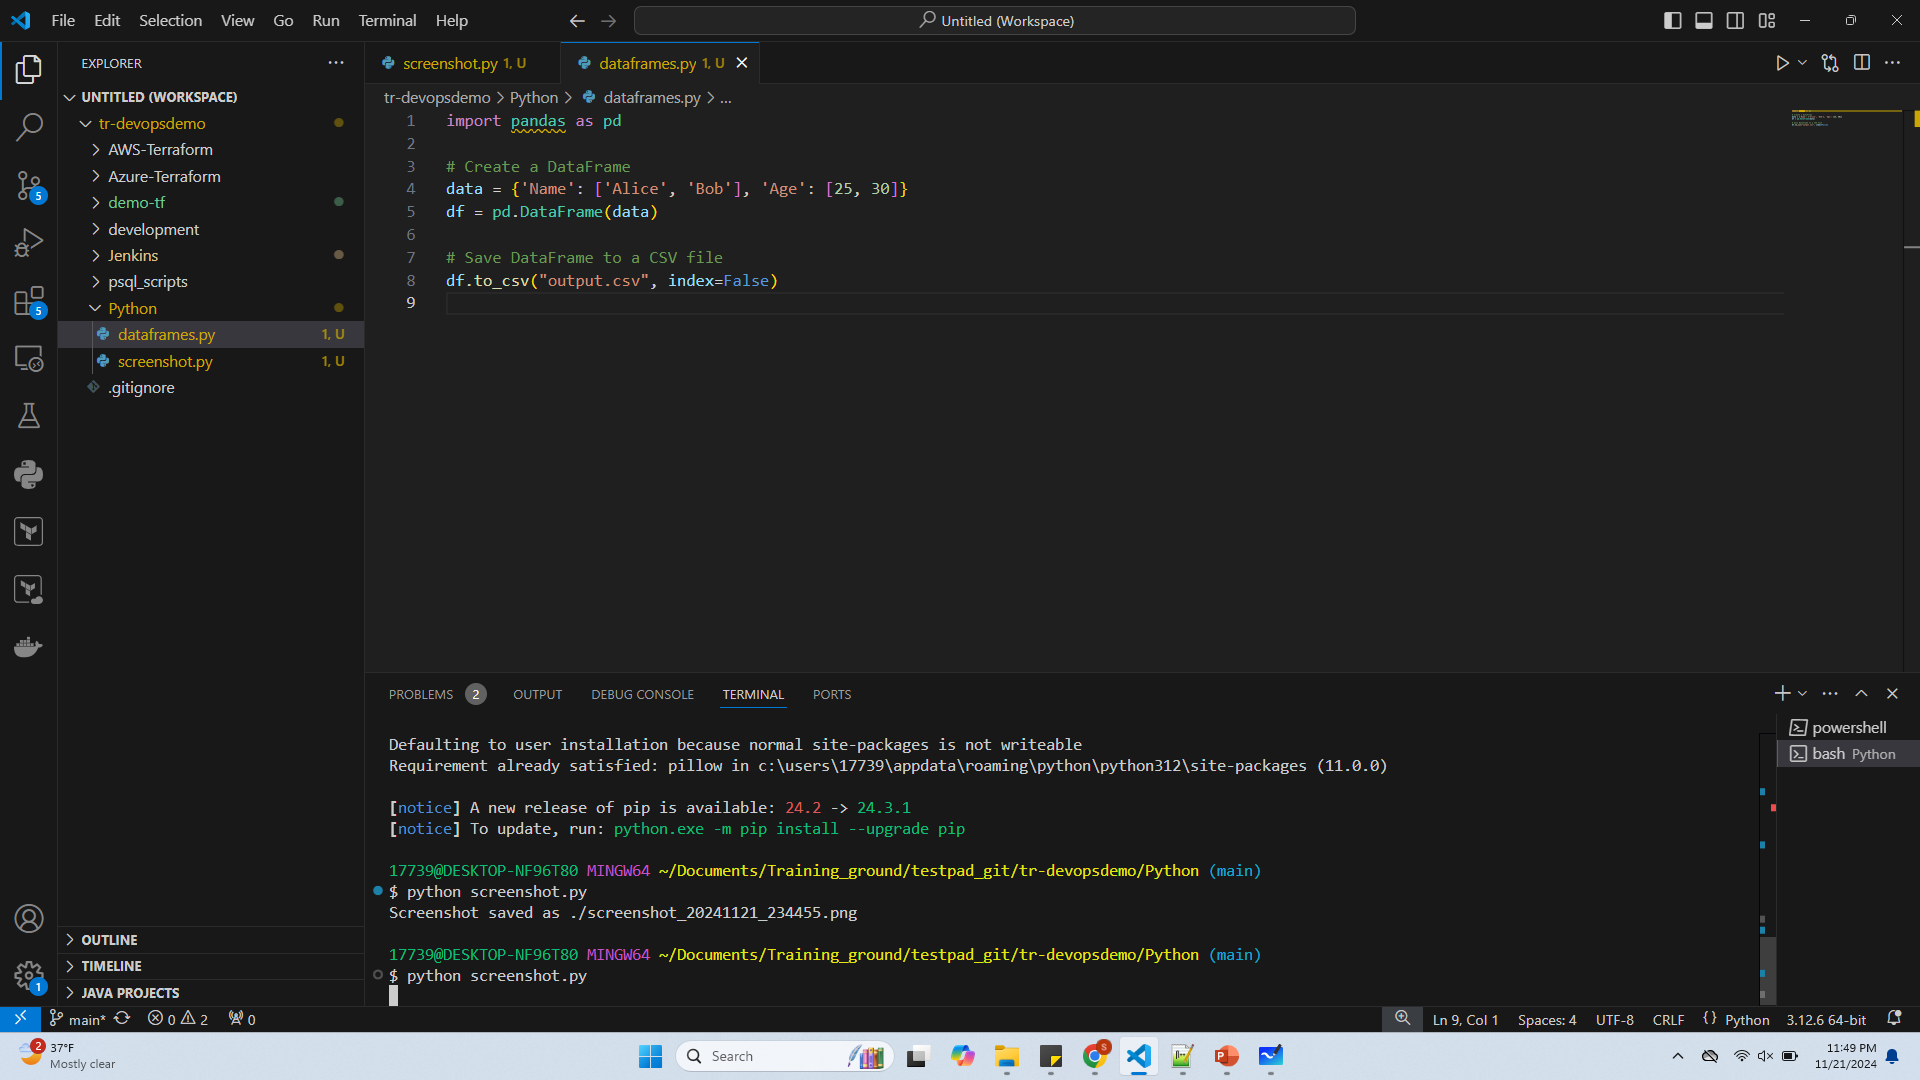 File Edit Selection View Go Run Terminal Help
Untitled (Workspace)
EXPLORER
screenshot.py 1, U
dataframes.py 1, U
UNTITLED (WORKSPACE)
tr-devopsdemo
AWS-Terraform
Azure-Terraform
demo-tf
development
Jenkins
psql_scripts
Python
dataframes.py 1, U
screenshot.py 1, U
.gitignore
5
5
tr-devopsdemo > Python > dataframes.py > ...
1 import pandas as pd
2
3 # Create a DataFrame
4 data = {'Name': ['Alice', 'Bob'], 'Age': [25, 30]}
5 df = pd.DataFrame(data)
6
7 # Save DataFrame to a CSV file
8 df.to_csv("output.csv", index=False)
9
PROBLEMS 2 OUTPUT DEBUG CONSOLE TERMINAL PORTS
powershell
bash Python
Defaulting to user installation because normal site-packages is not writeable
Requirement already satisfied: pillow in c:\users\17739\appdata\roaming\python\python312\site-packages (11.0.0)
[notice] A new release of pip is available: 24.2 -> 24.3.1
[notice] To update, run: python.exe -m pip install --upgrade pip
17739@DESKTOP-NF96T80 MINGW64 ~/Documents/Training_ground/testpad_git/tr-devopsdemo/Python (main)
$ python screenshot.py
Screenshot saved as ./screenshot_20241121_234455.png
17739@DESKTOP-NF96T80 MINGW64 ~/Documents/Training_ground/testpad_git/tr-devopsdemo/Python (main)
$ python screenshot.py
OUTLINE
TIMELINE
JAVA PROJECTS
1
main* 0 2 0
Ln 9, Col 1 Spaces: 4 UTF-8 CRLF {} Python 3.12.6 64-bit
2
37°F
Mostly clear
Search
S
11:49 PM
11/21/2024